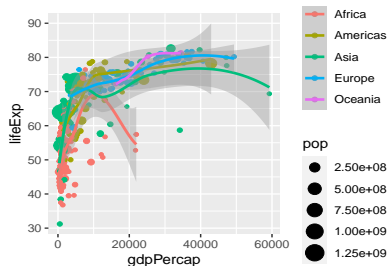 90
80
70
60
50
40
30
lifeExp
0
20000
40000
60000
gdpPercap
Africa
Americas
Asia
Europe
Oceania
pop
2.50e+08
5.00e+08
7.50e+08
1.00e+09
1.25e+09